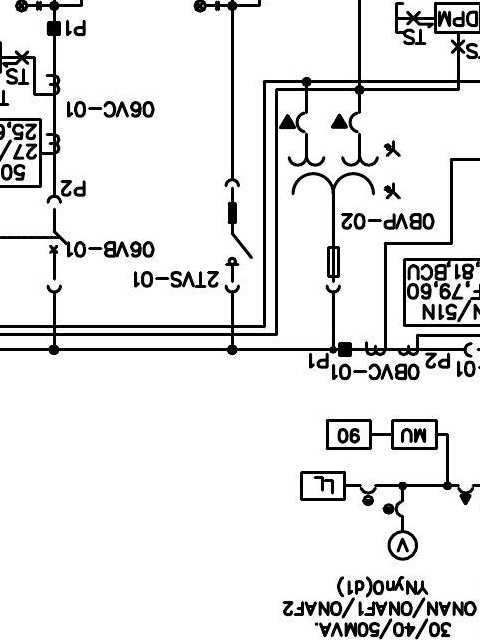 30/40/50MVA.
ONAN/ONAF1/ONAF2
YNyn0(d1)
V
LL
MU
90
-01
P2
0BVC-01
P1
N/51N
F,79,60
,81,BCU
2TVS-01
06VB-01
0BVP-02
P2
50
27/
25,6
06VC-01
TS
TS
TS
P1
DPM